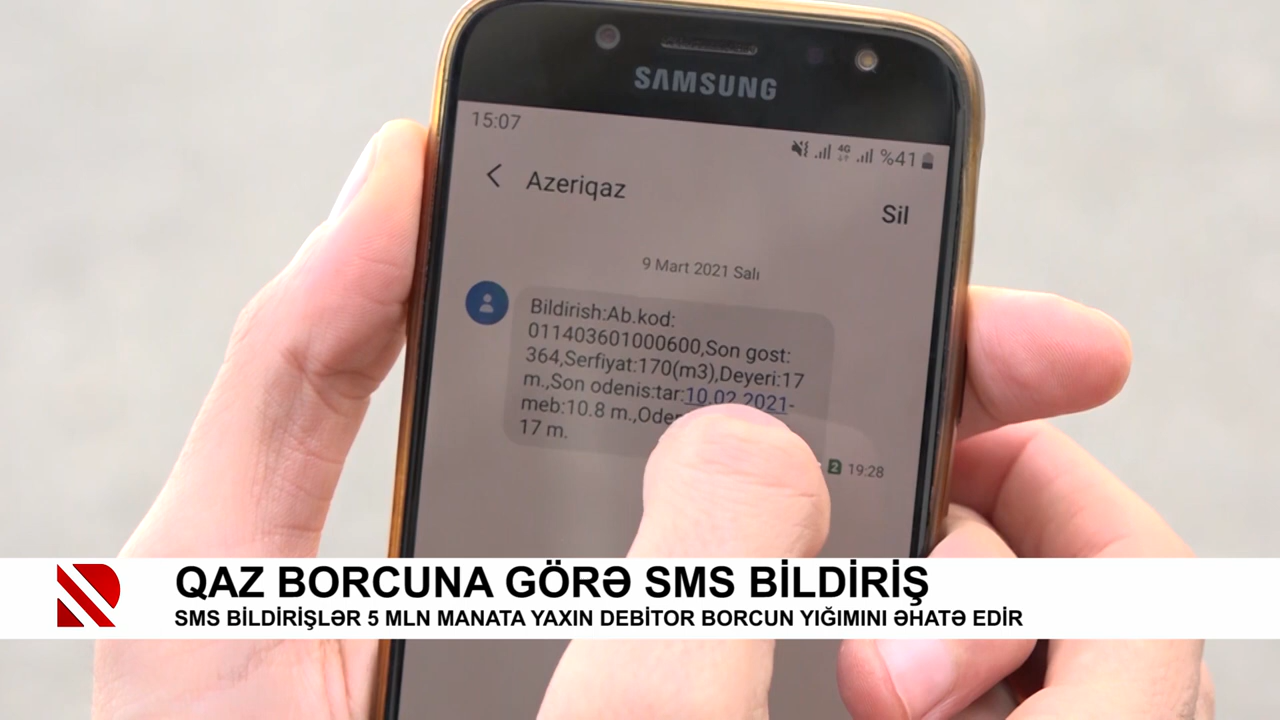 SAMSUNG
15:07
4G %41
Azeriqaz
Sil
9 Mart 2021 Salı
Bildirish:Ab.kod:
011403601000600,Son gost:
364,Serfiyat:170(m3),Deyeri:17
m.,Son odenis:tar:10.02.2021-
meb:10.8 m.,
17 m.
2 19:28
QAZ BORCUNA GÖRƏ SMS BİLDİRİŞ
SMS BİLDİRİŞLƏR 5 MLN MANATA YAXIN DEBİTOR BORCUN YIĞIMINI ƏHATƏ EDİR